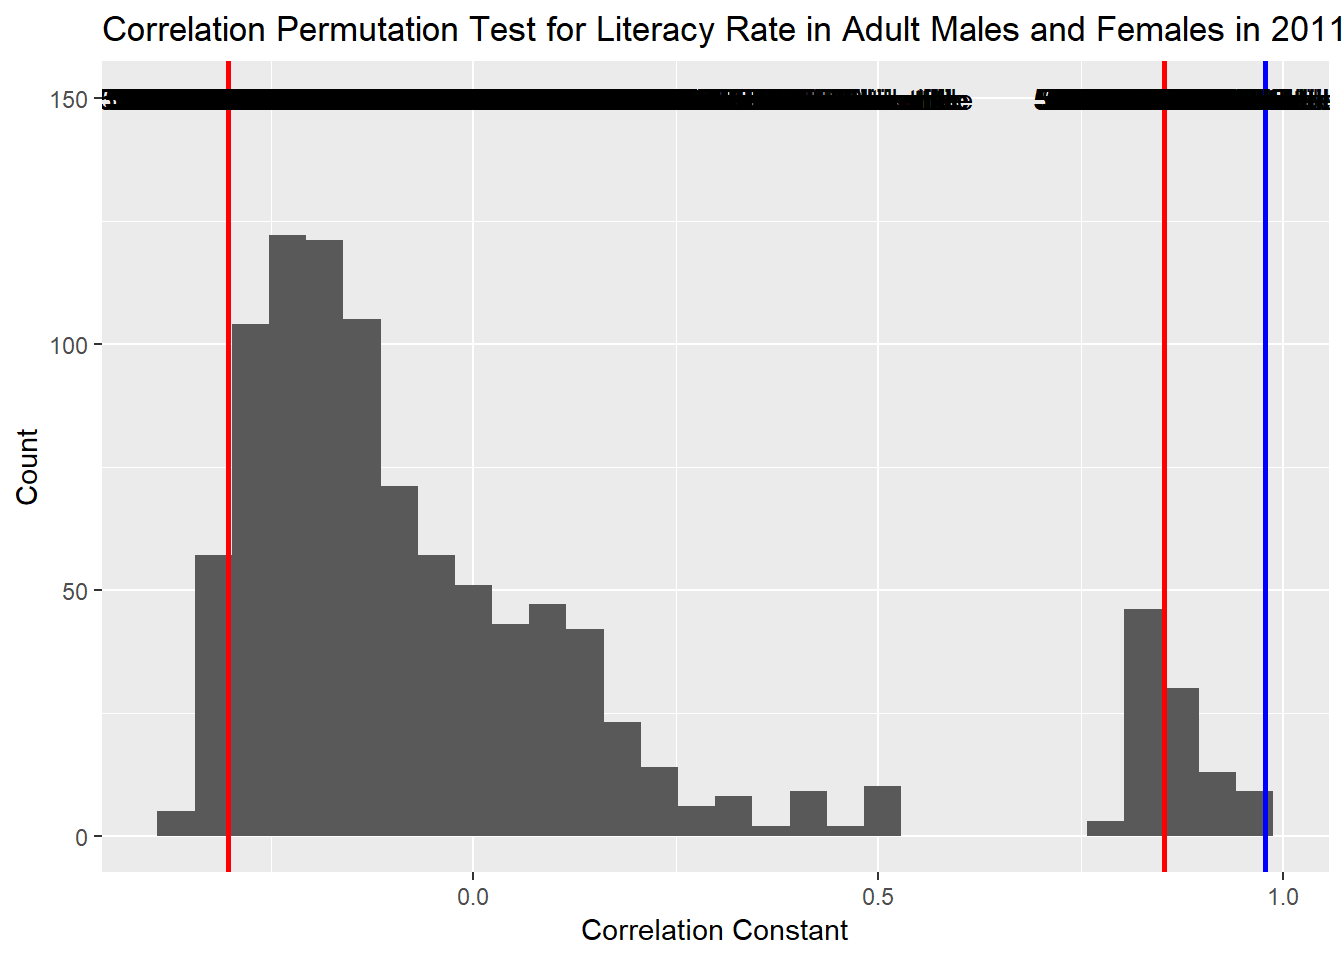 Correlation Permutation Test for Literacy Rate in Adult Males and Females in 2011
150
100
50
0
Count
0.0
0.5
1.0
Correlation Constant